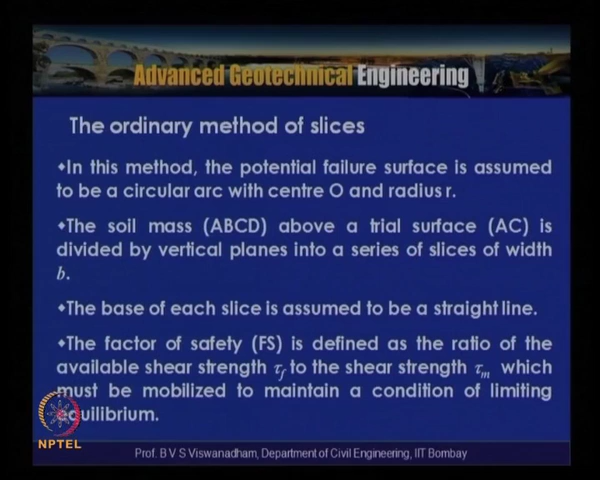 Advanced Geotechnical Engineering
The ordinary method of slices
•In this method, the potential failure surface is assumed
to be a circular arc with centre O and radius r.
•The soil mass (ABCD) above a trial surface (AC) is
divided by vertical planes into a series of slices of width
b.
•The base of each slice is assumed to be a straight line.
•The factor of safety (FS) is defined as the ratio of the
available shear strength τf to the shear strength τm which
must be mobilized to maintain a condition of limiting
equilibrium.
NPTEL
Prof. B V S Viswanadham, Department of Civil Engineering, IIT Bombay